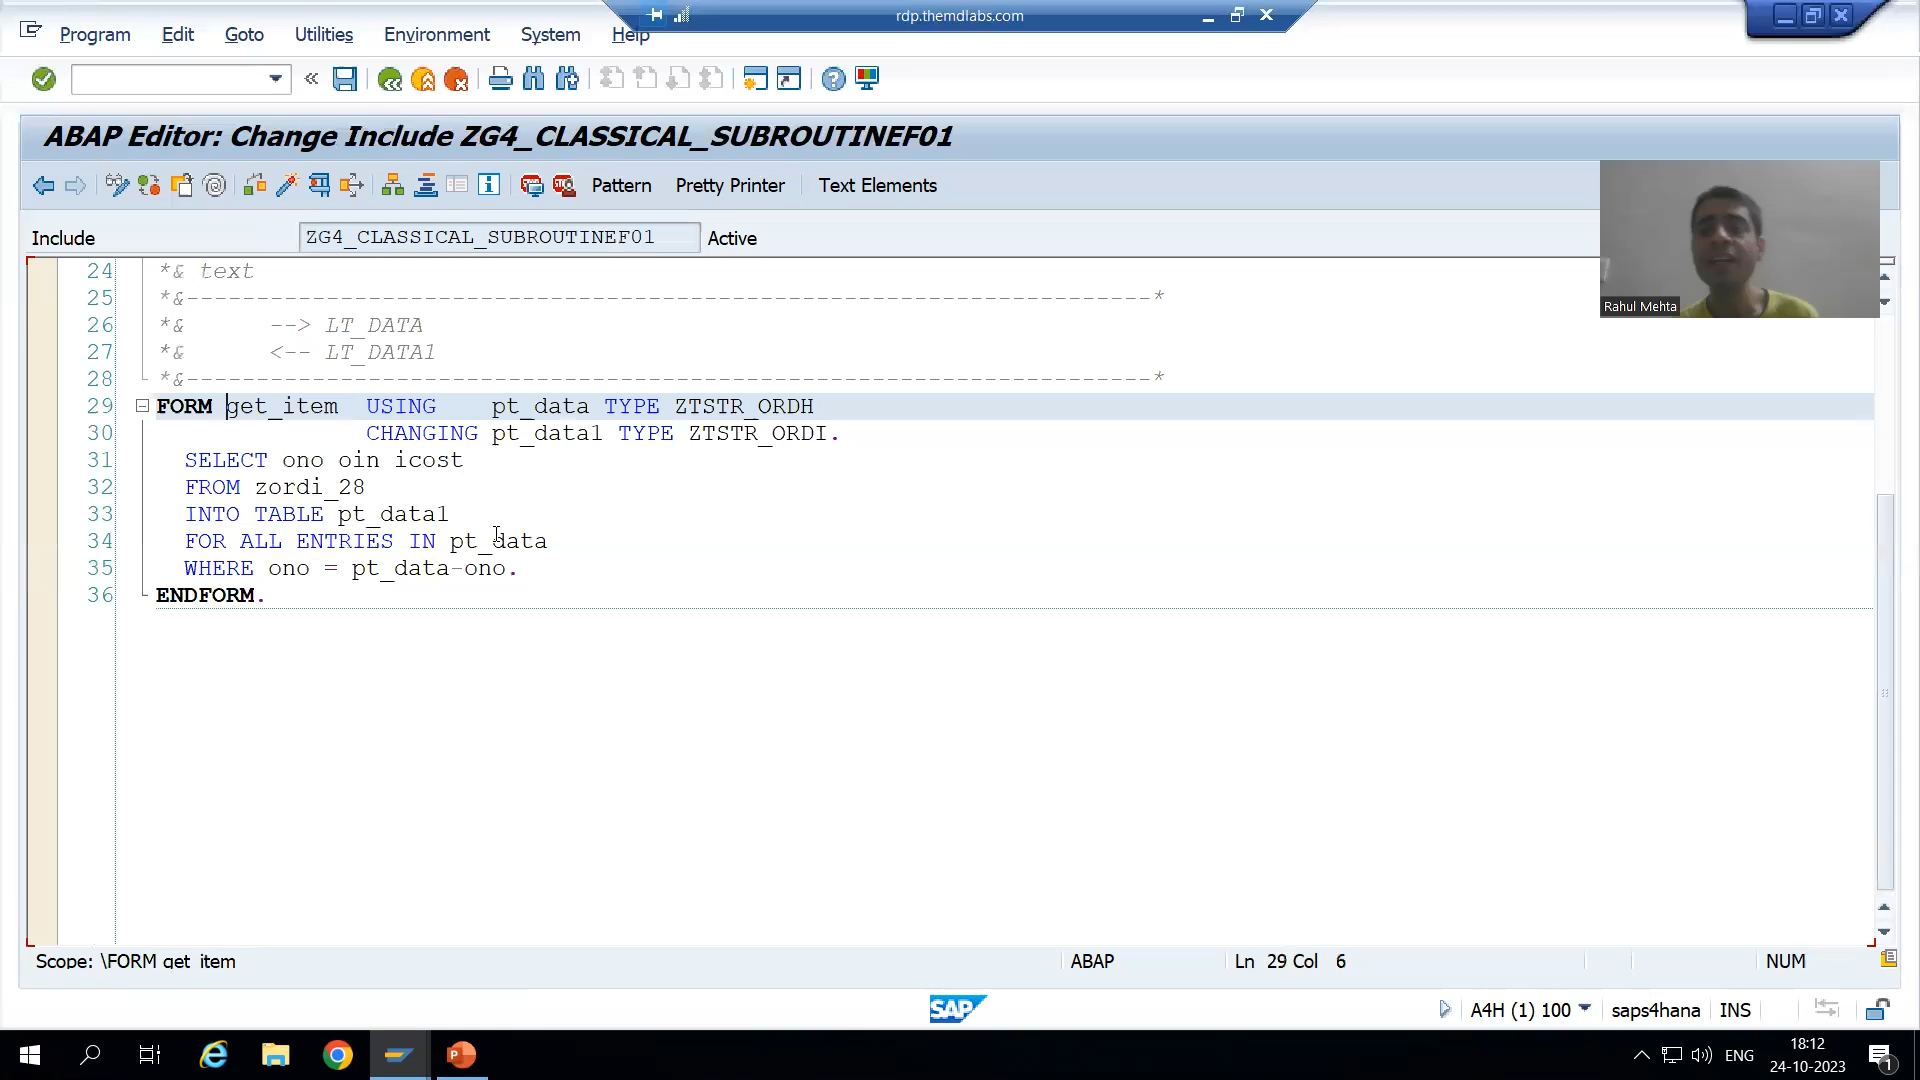 rdp.themdlabs.com
Program Edit Goto Utilities Environment System Help
ABAP Editor: Change Include ZG4_CLASSICAL_SUBROUTINEF01
Pattern Pretty Printer Text Elements
Include ZG4_CLASSICAL_SUBROUTINEF01 Active
Rahul Mehta
24 *& text
25 *&---------------------------------------------------------------------*
26 *&      --> LT_DATA
27 *&      <-- LT_DATA1
28 *&---------------------------------------------------------------------*
29 FORM get_item  USING    pt_data TYPE ZTSTR_ORDH
30                CHANGING pt_data1 TYPE ZTSTR_ORDI.
31   SELECT ono oin icost
32   FROM zordi_28
33   INTO TABLE pt_data1
34   FOR ALL ENTRIES IN pt_data
35   WHERE ono = pt_data-ono.
36 ENDFORM.
Scope: \FORM get_item ABAP Ln 29 Col 6 NUM
SAP A4H (1) 100 saps4hana INS
ENG 18:12
24-10-2023
1